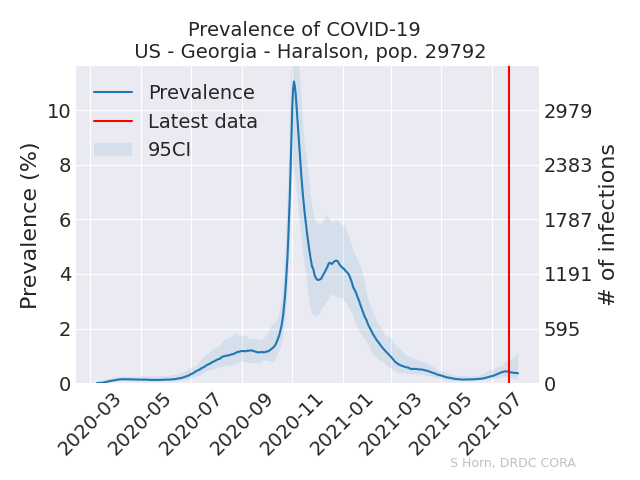 Prevalence of COVID-19
US - Georgia - Haralson, pop. 29792
Prevalence
Latest data
95CI
Prevalence (%)
10
8
6
4
2
0
2979
2383
1787
1191
595
0
# of infections
2020-03
2020-05
2020-07
2020-09
2020-11
2021-01
2021-03
2021-05
2021-07
S Horn, DRDC CORA